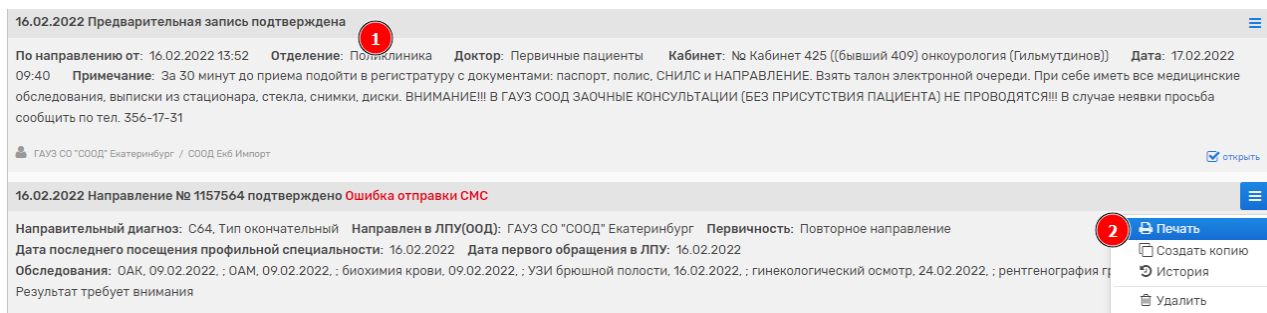 16.02.2022 Предварительная запись подтверждена
1
По направлению от: 16.02.2022 13:52 Отделение: Поликлиника Доктор: Первичные пациенты Кабинет: № Кабинет 425 ((бывший 409) онкоурология (Гильмутдинов)) Дата: 17.02.2022
09:40 Примечание: За 30 минут до приема подойти в регистратуру с документами: паспорт, полис, СНИЛС и НАПРАВЛЕНИЕ. Взять талон электронной очереди. При себе иметь все медицинские
обследования, выписки из стационара, стекла, снимки, диски. ВНИМАНИЕ!!! В ГАУЗ СООД ЗАОЧНЫЕ КОНСУЛЬТАЦИИ (БЕЗ ПРИСУТСТВИЯ ПАЦИЕНТА) НЕ ПРОВОДЯТСЯ!!! В случае неявки просьба
сообщить по тел. 356-17-31
ГАУЗ СО "СООД" Екатеринбург / СООД Екб Импорт
открыть
16.02.2022 Направление № 1157564 подтверждено Ошибка отправки СМС
Направительный диагноз: C64, Тип окончательный Направлен в ЛПУ(ООД): ГАУЗ СО "СООД" Екатеринбург Первичность: Повторное направление
Дата последнего посещения профильной специальности: 16.02.2022 Дата первого обращения в ЛПУ: 16.02.2022
Обследования: ОАК, 09.02.2022, ; ОАМ, 09.02.2022, ; биохимия крови, 09.02.2022, ; УЗИ брюшной полости, 16.02.2022, ; гинекологический осмотр, 24.02.2022, ; рентгенография г
Результат требует внимания
2
Печать
Создать копию
История
Удалить